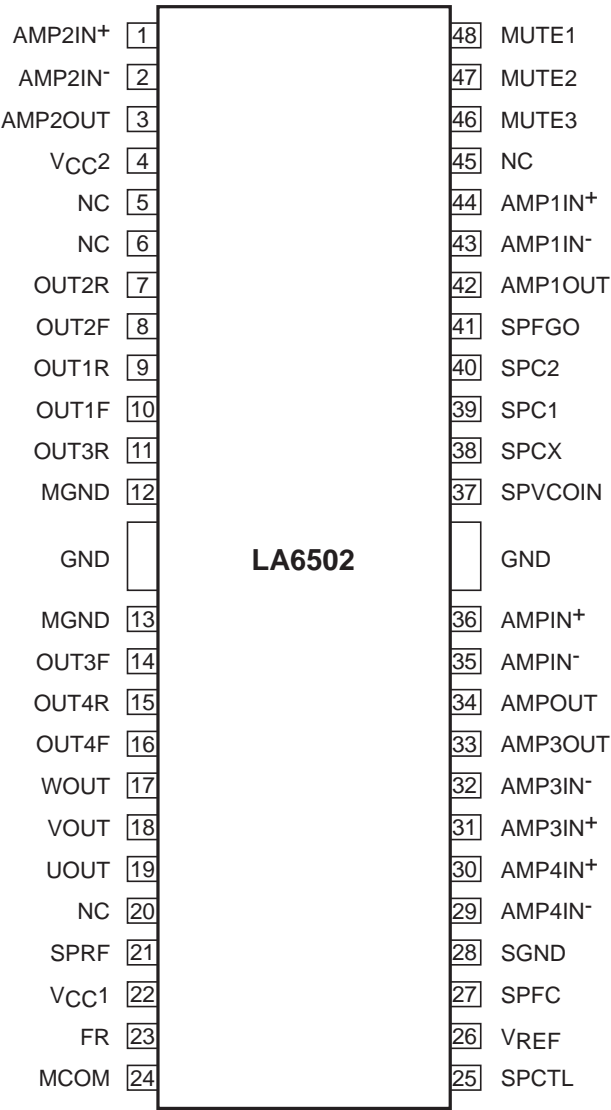 AMP2IN+ 1 48 MUTE1
AMP2IN- 2 47 MUTE2
AMP2OUT 3 46 MUTE3
VCC2 4 45 NC
NC 5 44 AMP1IN+
NC 6 43 AMP1IN-
OUT2R 7 42 AMP1OUT
OUT2F 8 41 SPFGO
OUT1R 9 40 SPC2
OUT1F 10 39 SPC1
OUT3R 11 38 SPCX
MGND 12 37 SPVCOIN
GND LA6502 GND
MGND 13 36 AMPIN+
OUT3F 14 35 AMPIN-
OUT4R 15 34 AMPOUT
OUT4F 16 33 AMP3OUT
WOUT 17 32 AMP3IN-
VOUT 18 31 AMP3IN+
UOUT 19 30 AMP4IN+
NC 20 29 AMP4IN-
SPRF 21 28 SGND
VCC1 22 27 SPFC
FR 23 26 VREF
MCOM 24 25 SPCTL